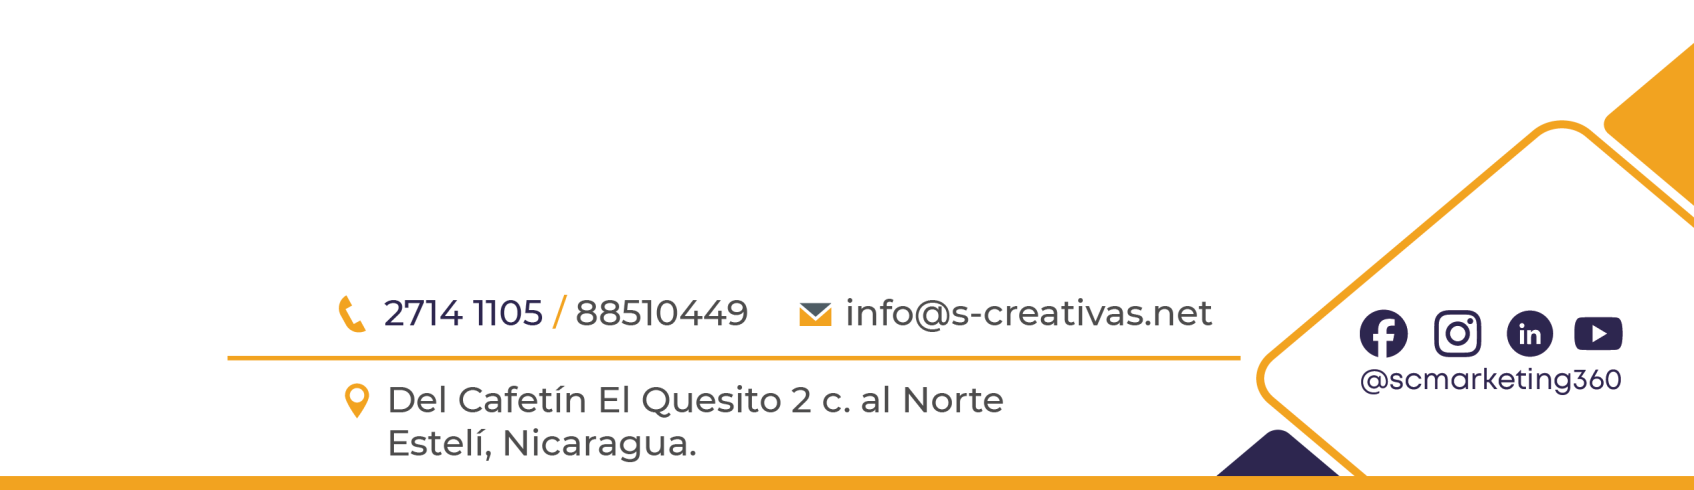 2714 1105 / 88510449 info@s-creativas.net
Del Cafetín El Quesito 2 c. al Norte
Estelí, Nicaragua.
@scmarketing360